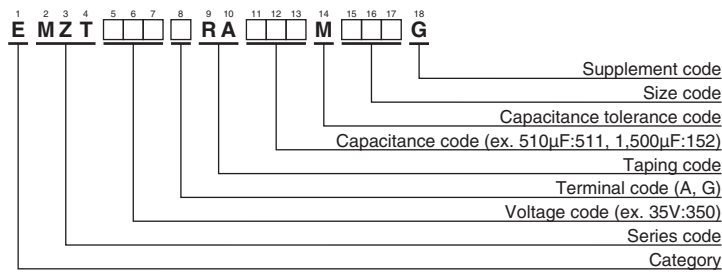 1 2 3 4 5 6 7 8 9 10 11 12 13 14 15 16 17 18
E MZT RA M G
Supplement code
Size code
Capacitance tolerance code
Capacitance code (ex. 510μF:511, 1,500μF:152)
Taping code
Terminal code (A, G)
Voltage code (ex. 35V:350)
Series code
Category